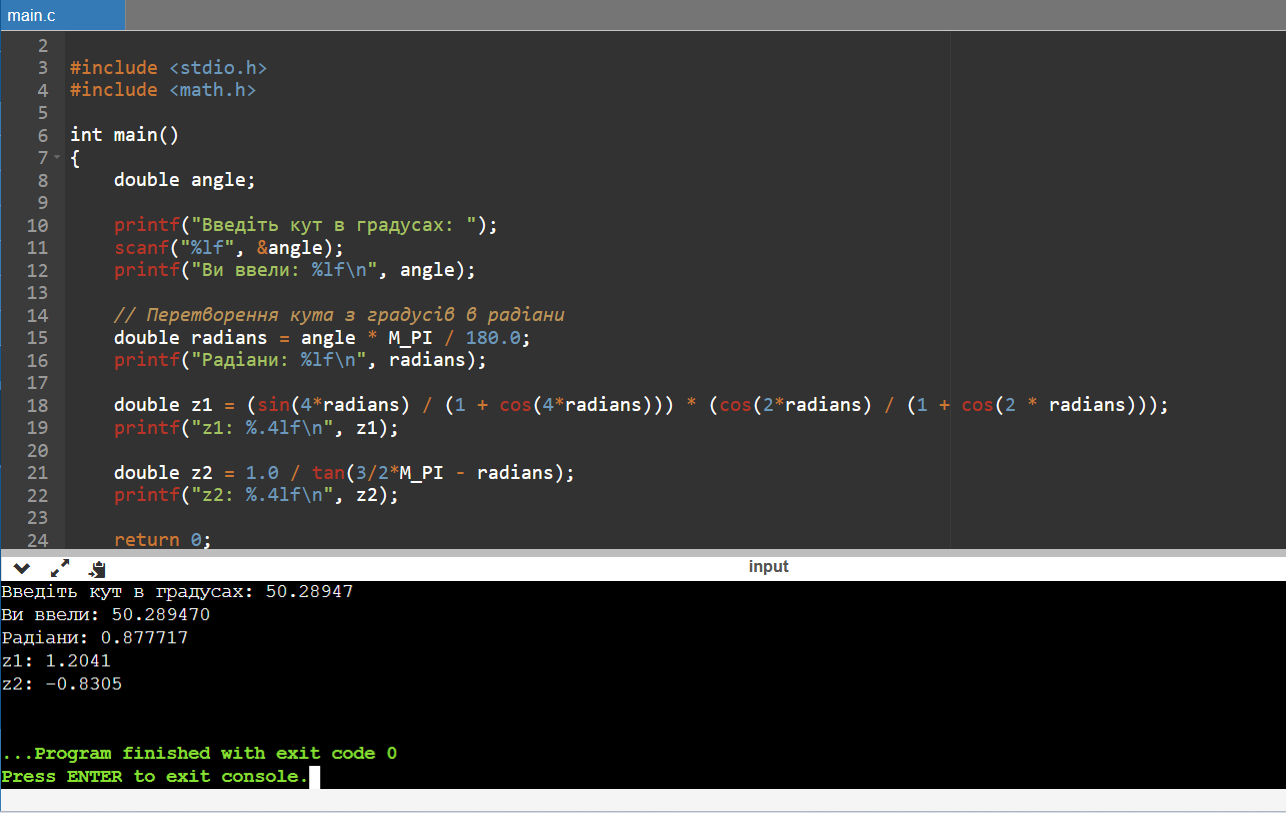 main.c
2
3 #include <stdio.h>
4 #include <math.h>
5
6 int main()
7 {
8 double angle;
9
10 printf("Введіть кут в градусах: ");
11 scanf("%lf", &angle);
12 printf("Ви ввели: %lf\n", angle);
13
14 // Перетворення кута з градусів в радіани
15 double radians = angle * M_PI / 180.0;
16 printf("Радіани: %lf\n", radians);
17
18 double z1 = (sin(4*radians) / (1 + cos(4*radians))) * (cos(2*radians) / (1 + cos(2 * radians)));
19 printf("z1: %.4lf\n", z1);
20
21 double z2 = 1.0 / tan(3/2*M_PI - radians);
22 printf("z2: %.4lf\n", z2);
23
24 return 0;
input
Введіть кут в градусах: 50.28947
Ви ввели: 50.289470
Радіани: 0.877717
z1: 1.2041
z2: -0.8305
...Program finished with exit code 0
Press ENTER to exit console.